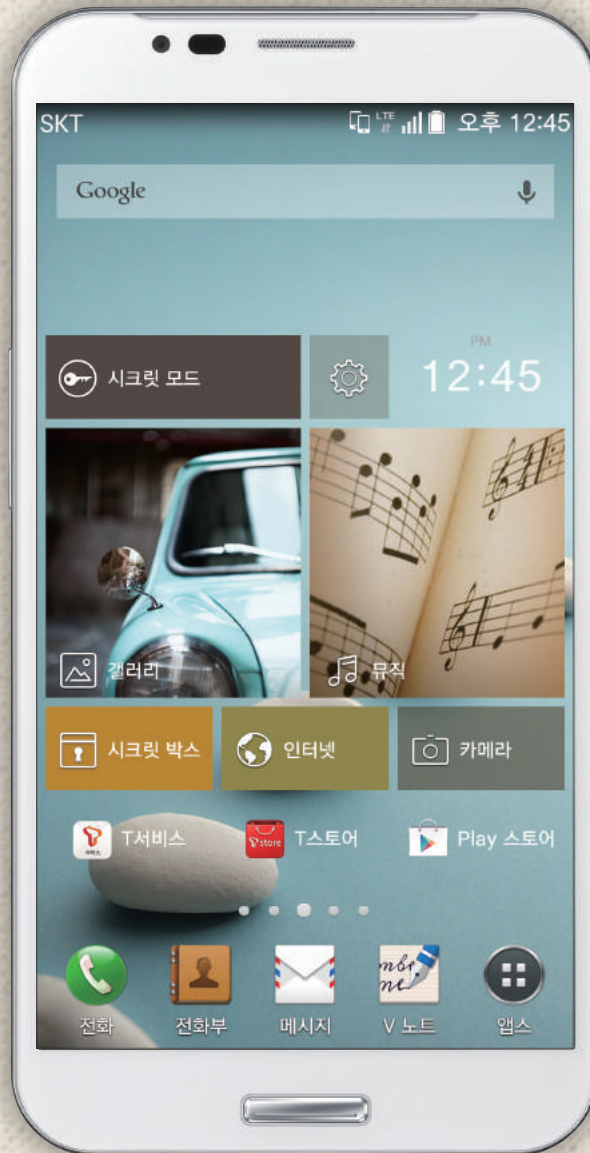 SKT LTE 오후 12:45
Google
PM
시크릿 모드 12:45
갤러리 뮤직
시크릿 박스 인터넷 카메라
T서비스 T store T스토어 Play 스토어
전화 전화부 메시지 V 노트 앱스